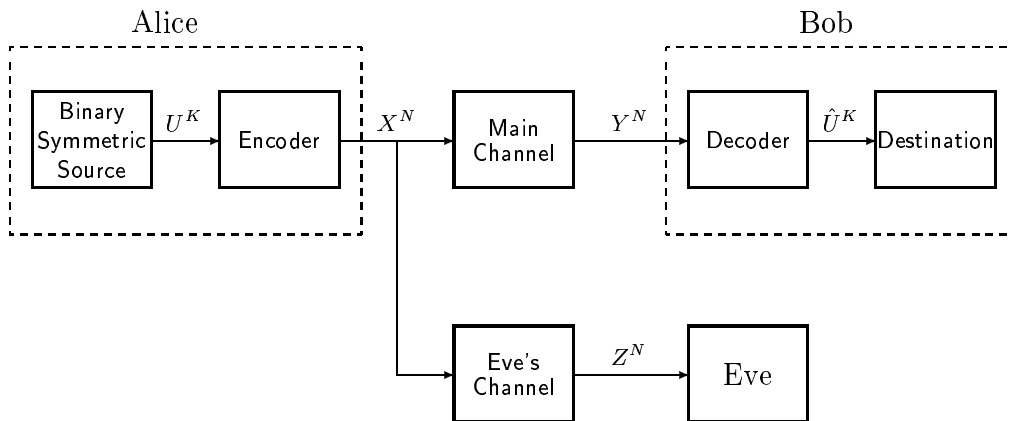 Alice
Bob
Binary
Symmetric
Source
U^K
Encoder
X^N
Main
Channel
Y^N
Decoder
Û^K
Destination
Eve's
Channel
Z^N
Eve